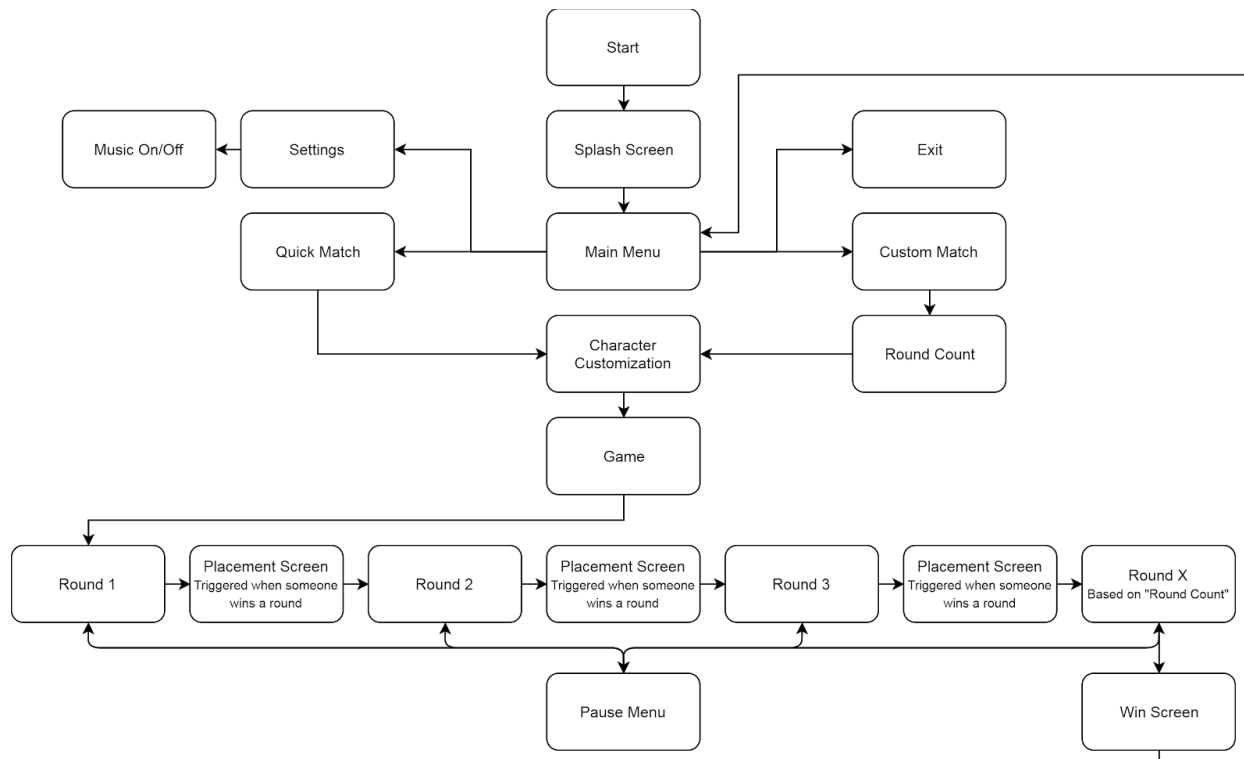 Start
Music On/Off
Settings
Splash Screen
Exit
Quick Match
Main Menu
Custom Match
Character
Customization
Round Count
Game
Round 1
Placement Screen
Triggered when someone
wins a round
Round 2
Placement Screen
Triggered when someone
wins a round
Round 3
Placement Screen
Triggered when someone
wins a round
Round X
Based on "Round Count"
Pause Menu
Win Screen